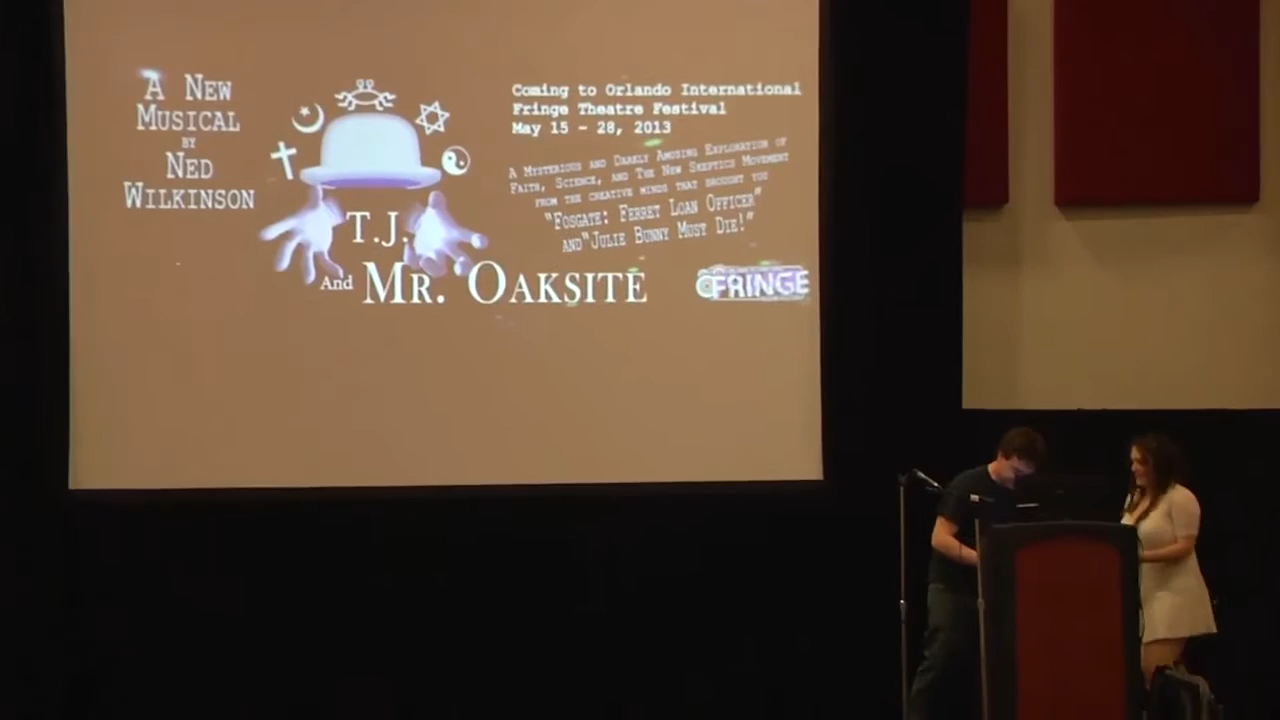 A New
Musical
by
Ned
Wilkinson
T.J.
And Mr. Oaksite
Coming to Orlando International
Fringe Theatre Festival
May 15 - 28, 2013
A Mysterious and Darkly Amusing Exploration of
Faith, Science, and The New Skeptics Movement
from the creative minds that brought you
"Fosgate: Ferret Loan Officer"
and "Julie Bunny Must Die!"
FRINGE